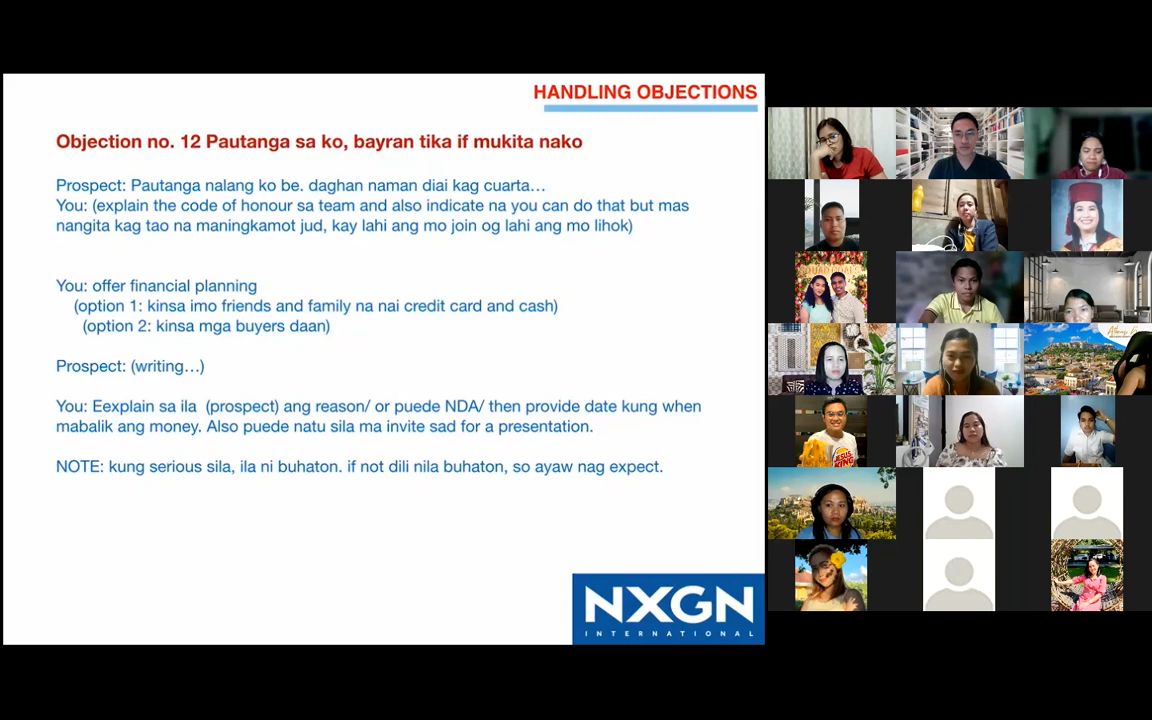 HANDLING OBJECTIONS
Objection no. 12 Pautanga sa ko, bayran tika if mukita nako
Prospect: Pautanga nalang ko be. daghan naman diai kag cuarta…
You: (explain the code of honour sa team and also indicate na you can do that but mas
nangita kag tao na maningkamot jud, kay lahi ang mo join og lahi ang mo lihok)
You: offer financial planning
(option 1: kinsa imo friends and family na nai credit card and cash)
(option 2: kinsa mga buyers daan)
Prospect: (writing…)
You: Eexplain sa ila (prospect) ang reason/ or puede NDA/ then provide date kung when
mabalik ang money. Also puede natu sila ma invite sad for a presentation.
NOTE: kung serious sila, ila ni buhaton. if not dili nila buhaton, so ayaw nag expect.
NXGN
INTERNATIONAL
JESUS
KING